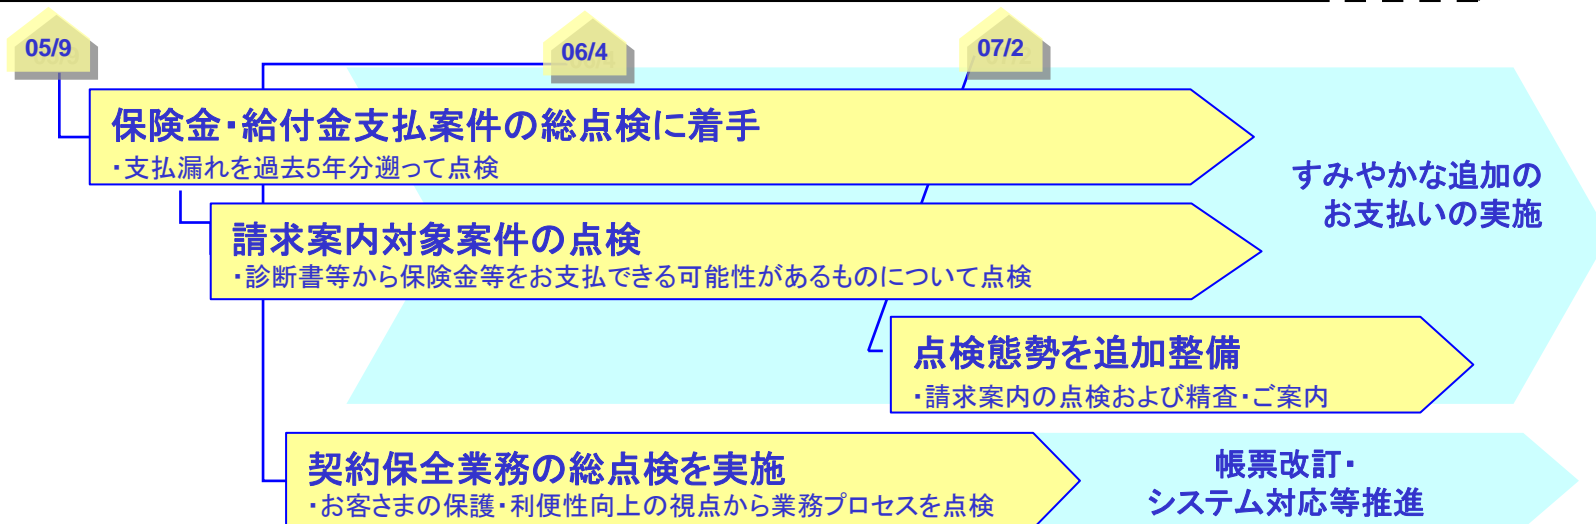 05/9
06/4
07/2
保険金・給付金支払案件の総点検に着手
・支払漏れを過去5年分遡って点検
すみやかな追加の
お支払いの実施
請求案内対象案件の点検
・診断書等から保険金等をお支払できる可能性があるものについて点検
点検態勢を追加整備
・請求案内の点検および精査・ご案内
契約保全業務の総点検を実施
・お客さまの保護・利便性向上の視点から業務プロセスを点検
帳票改訂・
システム対応等推進